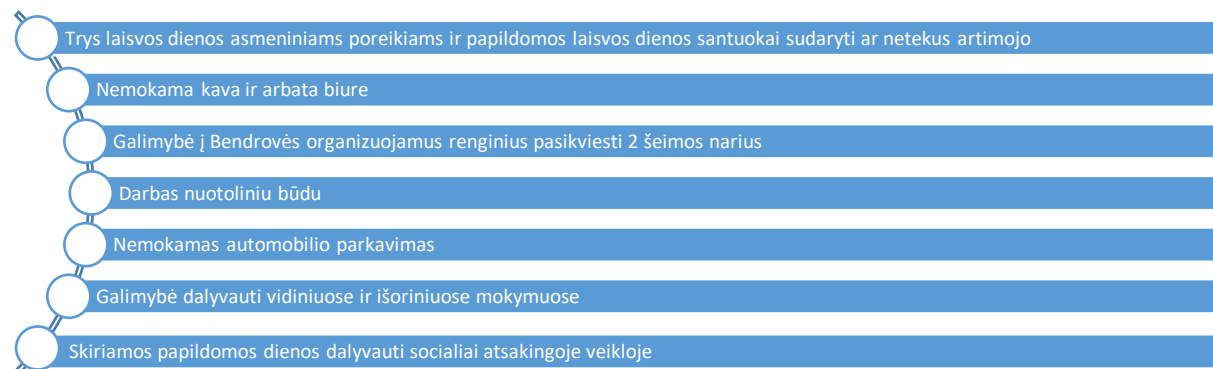 Trys laisvos dienos asmeniniams poreikiams ir papildomos laisvos dienos santuokai sudaryti ar netekus artimojo
Nemokama kava ir arbata biure
Galimybė į Bendrovės organizuojamus renginius pasikviesti 2 šeimos narius
Darbas nuotoliniu būdu
Nemokamas automobilio parkavimas
Galimybė dalyvauti vidiniuose ir išoriniuose mokymuose
Skiriamos papildomos dienos dalyvauti socialiai atsakingoje veikloje